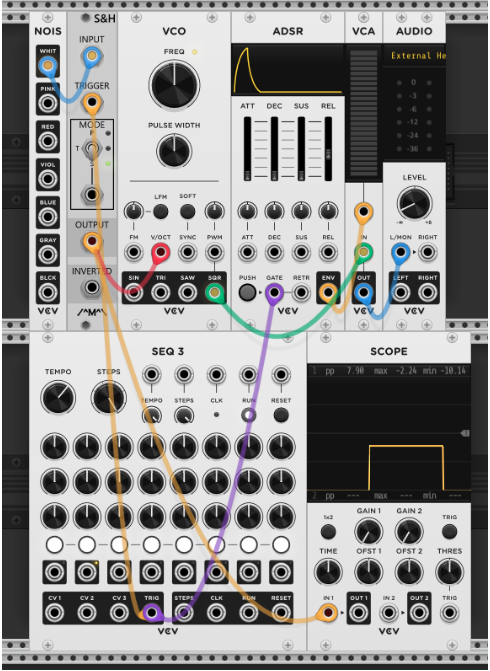 NOIS
WHIT
PINK
RED
VIOL
BLUE
GRAY
BLCK
VCV
S&H
INPUT
TRIGGER
MODE
T
OUTPUT
INVERTED
VCO
FREQ
PULSE WIDTH
LFM SOFT
FM V/OCT SYNC PWM
SIN TRI SAW SQR
VCV
ADSR
ATT DEC SUS REL
ATT DEC SUS REL
PUSH GATE RETR ENV
VCV
VCA
IN
OUT
VCV
AUDIO
External He
0
-3
-6
-12
-24
-36
LEVEL
L/MON RIGHT
LEFT RIGHT
VCV
SEQ 3
TEMPO STEPS
TEMPO STEPS CLK RUN RESET
CV 1 CV 2 CV 3 TRIG STEPS CLK RUN RESET
VCV
SCOPE
1 pp 7.90 max -2.24 min -10.14
2 pp --- max --- min ---
1x2 GAIN 1 GAIN 2 TRIG
TIME OFST 1 OFST 2 THRES
IN 1 OUT 1 IN 2 OUT 2 TRIG
VCV